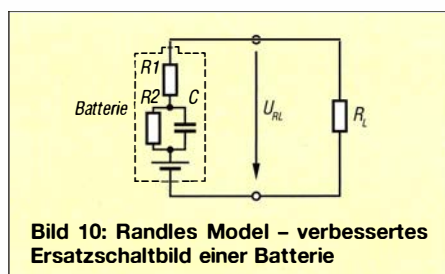 R1
R2
C
Batterie
U_RL
R_L
Bild 10: Randles Model – verbessertes
Ersatzschaltbild einer Batterie